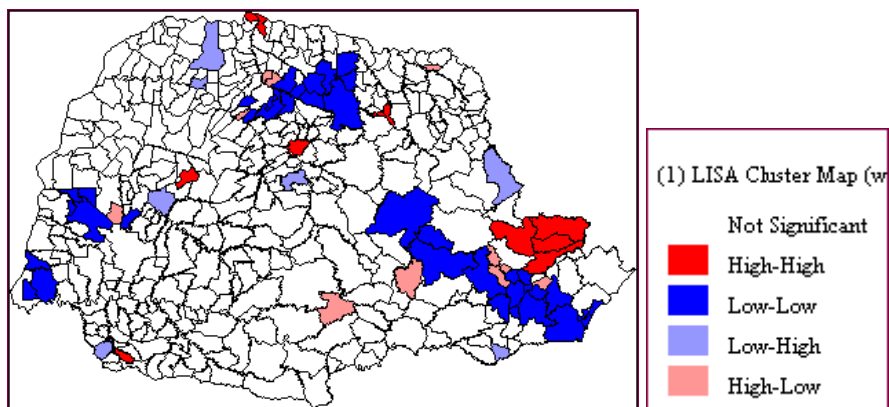 (1) LISA Cluster Map (w
Not Significant
High-High
Low-Low
Low-High
High-Low